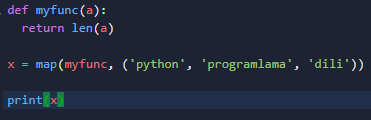 def myfunc(a):
  return len(a)
x = map(myfunc, ('python', 'programlama', 'dili'))
print(x)